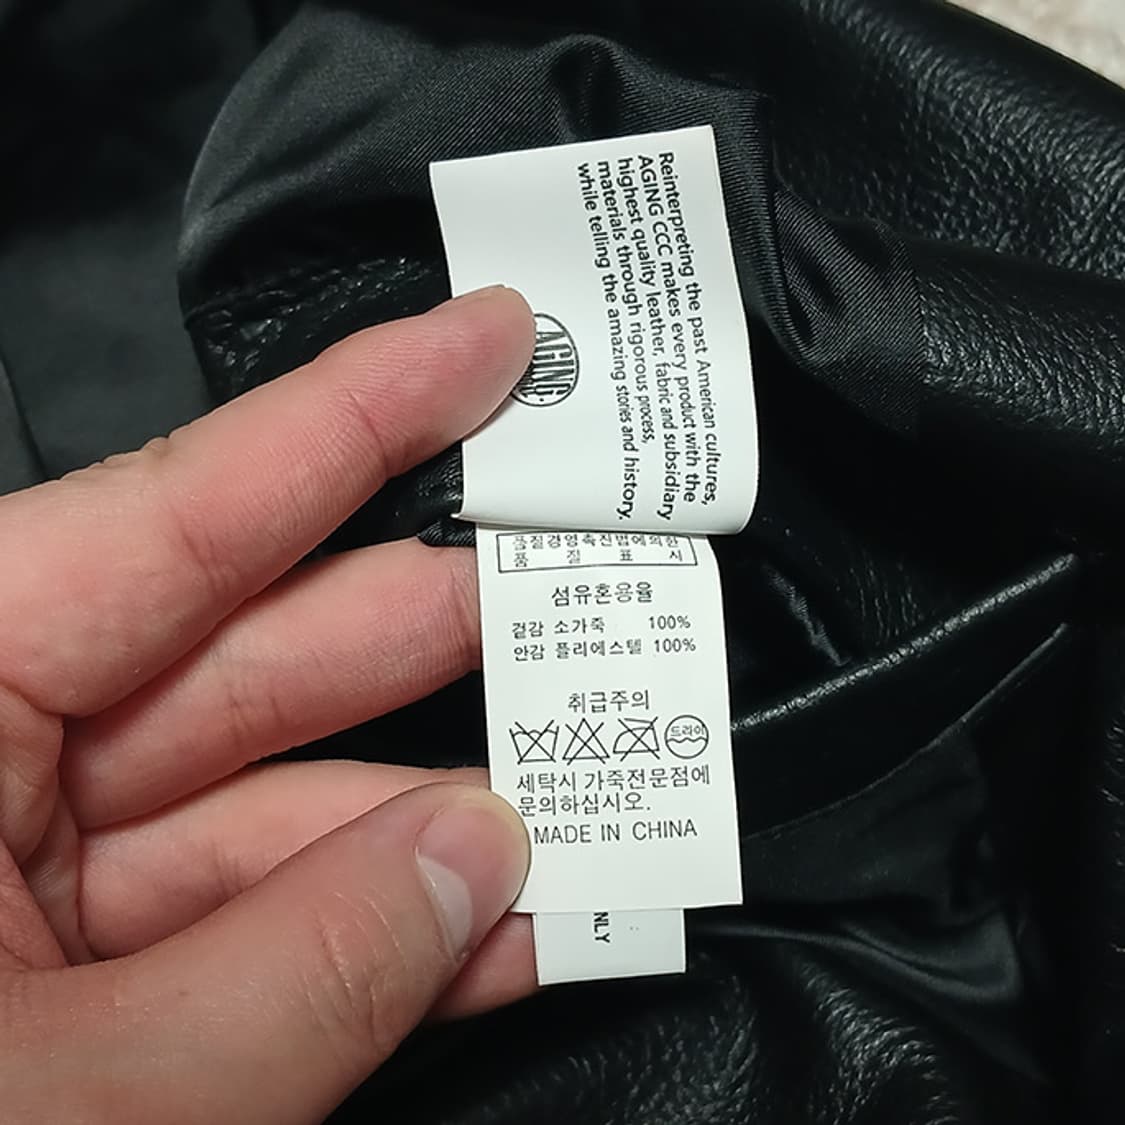 Reinterpreting the past American cultures,
AGING CCC makes every product with the
highest quality leather, fabric and subsidiary
materials through rigorous process,
while telling the amazing stories and history.
AGING
품질경영촉진법에의한
품 질 표 시
섬유혼용율
겉감 소가죽 100%
안감 폴리에스텔 100%
취급주의
드라이
세탁시 가죽전문점에
문의하십시오.
MADE IN CHINA
NLY